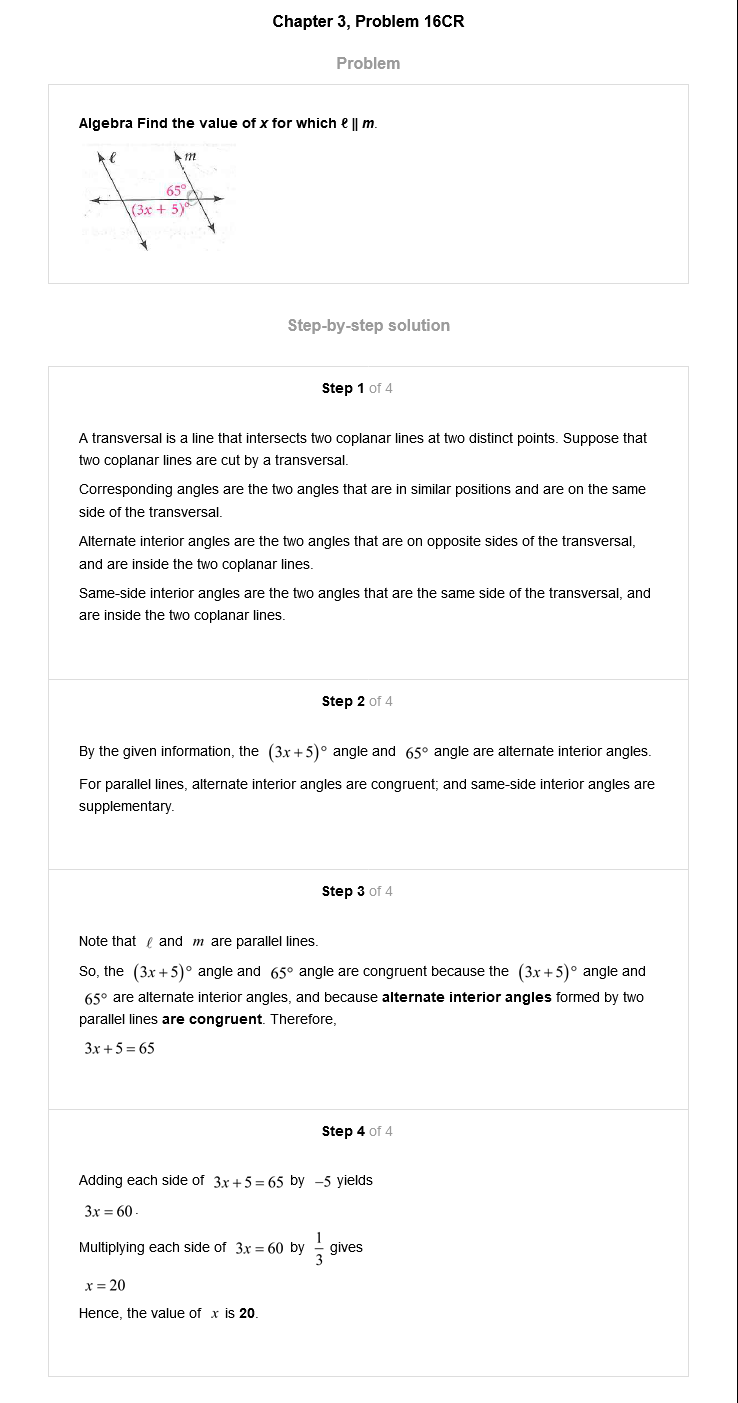 Chapter 3, Problem 16CR
Problem
Algebra Find the value of x for which ℓ || m.
ℓ
m
65°
(3x + 5)°
Step-by-step solution
Step 1 of 4
A transversal is a line that intersects two coplanar lines at two distinct points. Suppose that
two coplanar lines are cut by a transversal.
Corresponding angles are the two angles that are in similar positions and are on the same
side of the transversal.
Alternate interior angles are the two angles that are on opposite sides of the transversal,
and are inside the two coplanar lines.
Same-side interior angles are the two angles that are the same side of the transversal, and
are inside the two coplanar lines.
Step 2 of 4
By the given information, the (3x+5)° angle and 65° angle are alternate interior angles.
For parallel lines, alternate interior angles are congruent; and same-side interior angles are
supplementary.
Step 3 of 4
Note that ℓ and m are parallel lines.
So, the (3x+5)° angle and 65° angle are congruent because the (3x+5)° angle and
65° are alternate interior angles, and because alternate interior angles formed by two
parallel lines are congruent. Therefore,
3x+5=65
Step 4 of 4
Adding each side of 3x+5=65 by −5 yields
3x=60.
Multiplying each side of 3x=60 by 1/3 gives
x=20
Hence, the value of x is 20.